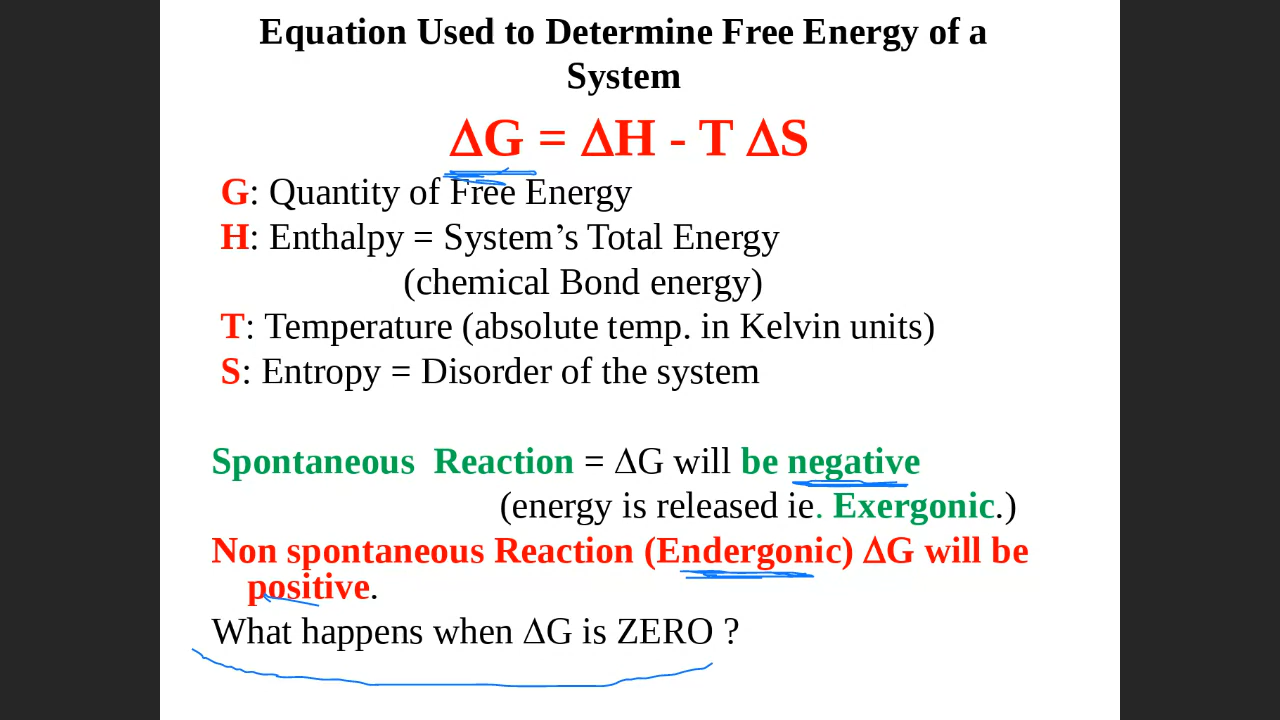 Equation Used to Determine Free Energy of a
System
ΔG = ΔH - T ΔS
G: Quantity of Free Energy
H: Enthalpy = System’s Total Energy
(chemical Bond energy)
T: Temperature (absolute temp. in Kelvin units)
S: Entropy = Disorder of the system
Spontaneous Reaction = ΔG will be negative
(energy is released ie. Exergonic.)
Non spontaneous Reaction (Endergonic) ΔG will be
positive.
What happens when ΔG is ZERO ?